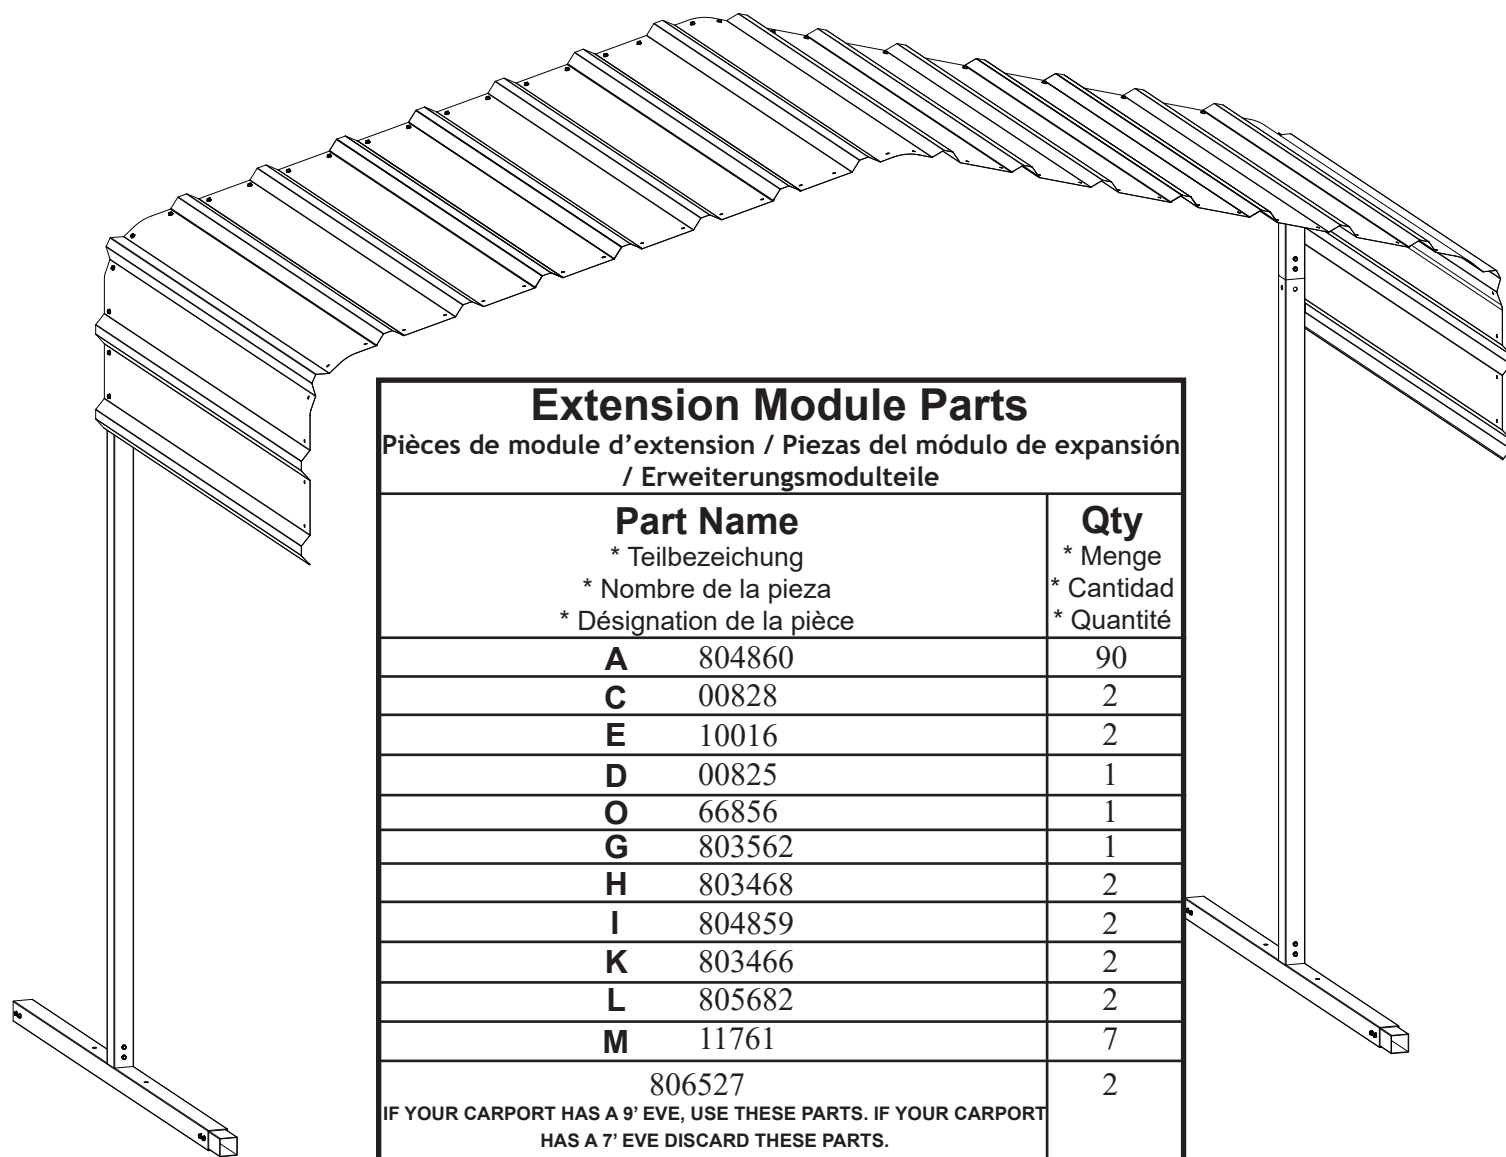 Extension Module Parts
Pièces de module d’extension / Piezas del módulo de expansión
/ Erweiterungsmodulteile
Part Name
* Teilbezeichung
* Nombre de la pieza
* Désignation de la pièce
Qty
* Menge
* Cantidad
* Quantité
A 804860 90
C 00828 2
E 10016 2
D 00825 1
O 66856 1
G 803562 1
H 803468 2
I 804859 2
K 803466 2
L 805682 2
M 11761 7
806527 2
IF YOUR CARPORT HAS A 9’ EVE, USE THESE PARTS. IF YOUR CARPORT
HAS A 7’ EVE DISCARD THESE PARTS.